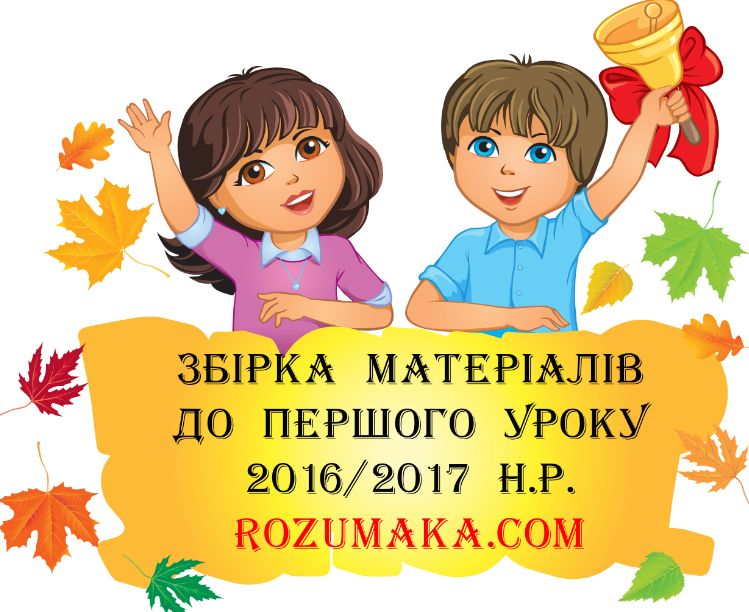 ЗБІРКА МАТЕРІАЛІВ
ДО ПЕРШОГО УРОКУ
2016/2017 Н.Р.
ROZUMAKA.COM